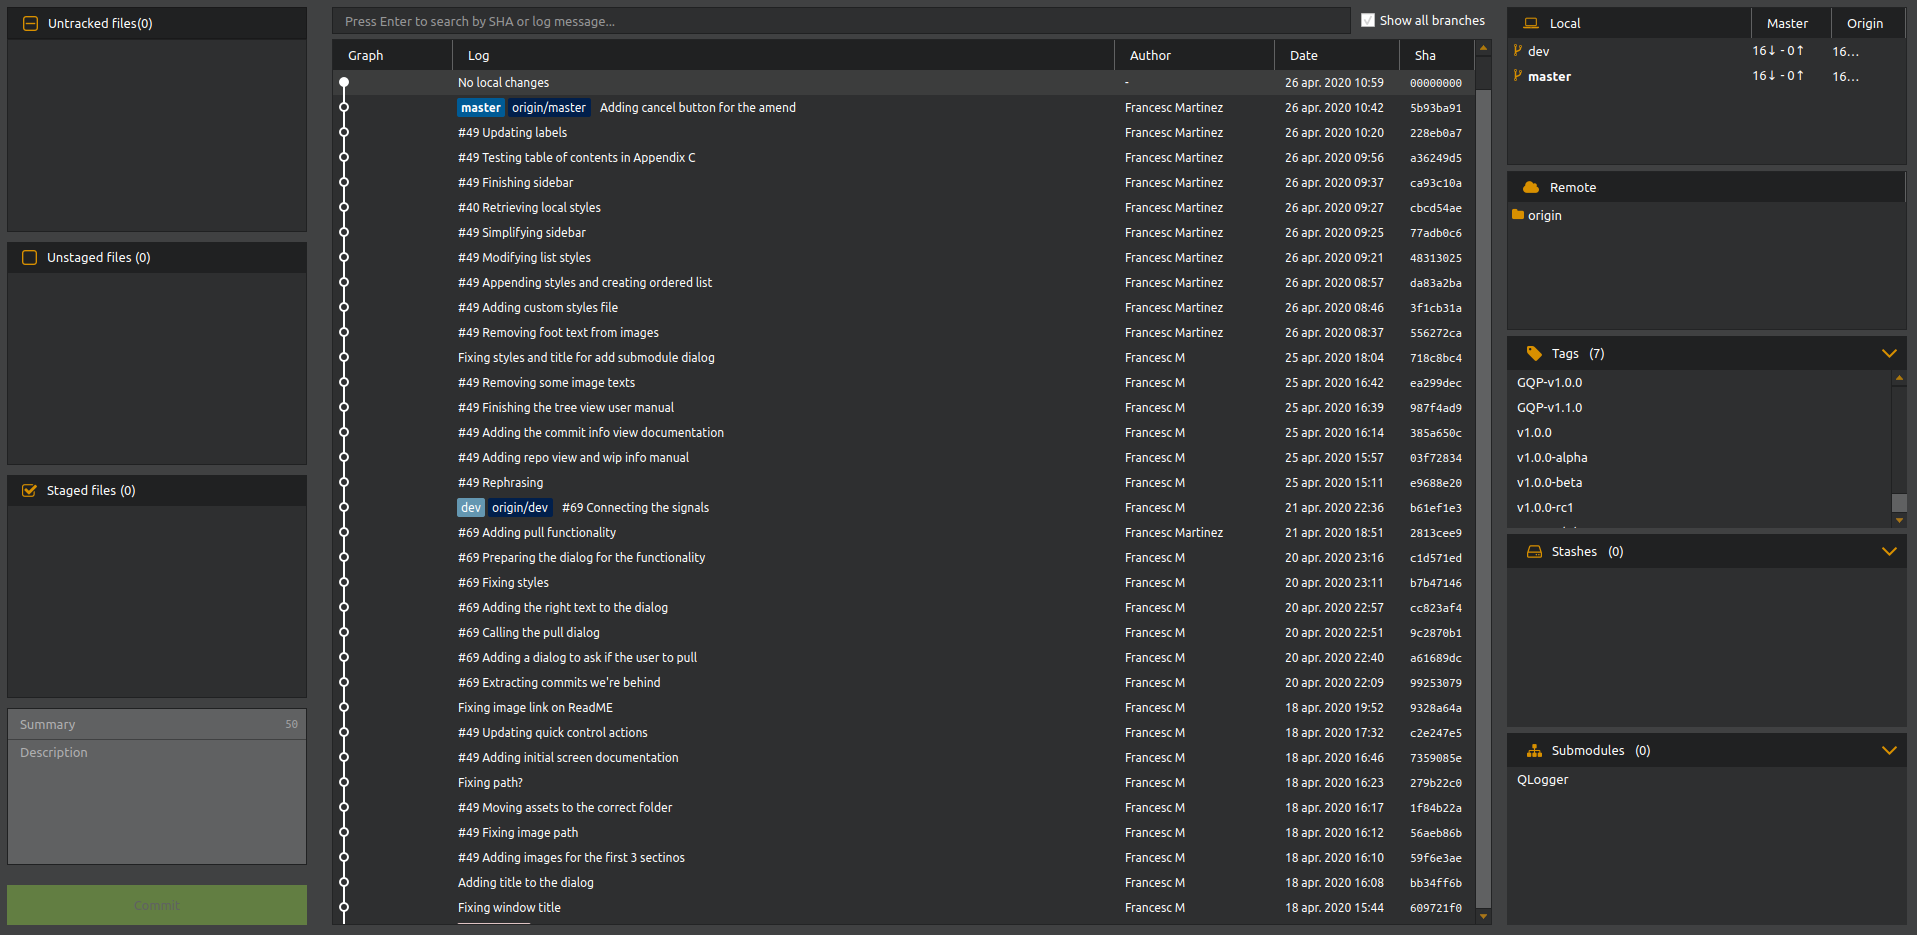 Untracked files(0)
Unstaged files (0)
Staged files (0)
Summary 50
Description
Commit
Press Enter to search by SHA or log message... Show all branches
Graph Log Author Date Sha
No local changes - 26 apr. 2020 10:59 00000000
master origin/master Adding cancel button for the amend Francesc Martinez 26 apr. 2020 10:42 5b93ba91
#49 Updating labels Francesc Martinez 26 apr. 2020 10:20 228eb0a7
#49 Testing table of contents in Appendix C Francesc Martinez 26 apr. 2020 09:56 a36249d5
#49 Finishing sidebar Francesc Martinez 26 apr. 2020 09:37 ca93c10a
#40 Retrieving local styles Francesc Martinez 26 apr. 2020 09:27 cbcd54ae
#49 Simplifying sidebar Francesc Martinez 26 apr. 2020 09:25 77adb0c6
#49 Modifying list styles Francesc Martinez 26 apr. 2020 09:21 48313025
#49 Appending styles and creating ordered list Francesc Martinez 26 apr. 2020 08:57 da83a2ba
#49 Adding custom styles file Francesc Martinez 26 apr. 2020 08:46 3f1cb31a
#49 Removing foot text from images Francesc Martinez 26 apr. 2020 08:37 556272ca
Fixing styles and title for add submodule dialog Francesc M 25 apr. 2020 18:04 718c8bc4
#49 Removing some image texts Francesc M 25 apr. 2020 16:42 ea299dec
#49 Finishing the tree view user manual Francesc M 25 apr. 2020 16:39 987f4ad9
#49 Adding the commit info view documentation Francesc M 25 apr. 2020 16:14 385a650c
#49 Adding repo view and wip info manual Francesc M 25 apr. 2020 15:57 03f72834
#49 Rephrasing Francesc M 25 apr. 2020 15:11 e9688e20
dev origin/dev #69 Connecting the signals Francesc M 21 apr. 2020 22:36 b61ef1e3
#69 Adding pull functionality Francesc Martinez 21 apr. 2020 18:51 2813cee9
#69 Preparing the dialog for the functionality Francesc M 20 apr. 2020 23:16 c1d571ed
#69 Fixing styles Francesc M 20 apr. 2020 23:11 b7b47146
#69 Adding the right text to the dialog Francesc M 20 apr. 2020 22:57 cc823af4
#69 Calling the pull dialog Francesc M 20 apr. 2020 22:51 9c2870b1
#69 Adding a dialog to ask if the user to pull Francesc M 20 apr. 2020 22:40 a61689dc
#69 Extracting commits we're behind Francesc M 20 apr. 2020 22:09 99253079
Fixing image link on ReadME Francesc M 18 apr. 2020 19:52 9328a64a
#49 Updating quick control actions Francesc M 18 apr. 2020 17:32 c2e247e5
#49 Adding initial screen documentation Francesc M 18 apr. 2020 16:46 7359085e
Fixing path? Francesc M 18 apr. 2020 16:23 279b22c0
#49 Moving assets to the correct folder Francesc M 18 apr. 2020 16:17 1f84b22a
#49 Fixing image path Francesc M 18 apr. 2020 16:12 56aeb86b
#49 Adding images for the first 3 sectinos Francesc M 18 apr. 2020 16:10 59f6e3ae
Adding title to the dialog Francesc M 18 apr. 2020 16:08 bb34ff6b
Fixing window title Francesc M 18 apr. 2020 15:44 609721f0
Local Master Origin
dev 16↓ - 0↑ 16...
master 16↓ - 0↑ 16...
Remote
origin
Tags (7)
GQP-v1.0.0
GQP-v1.1.0
v1.0.0
v1.0.0-alpha
v1.0.0-beta
v1.0.0-rc1
Stashes (0)
Submodules (0)
QLogger